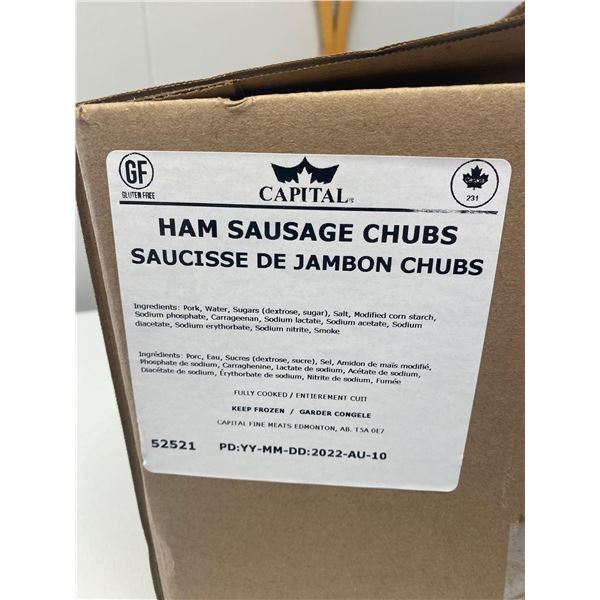 GF
GLUTEN FREE
CAPITAL®
Canada
231
HAM SAUSAGE CHUBS
SAUCISSE DE JAMBON CHUBS
Ingredients: Pork, Water, Sugars (dextrose, sugar), Salt, Modified corn starch,
Sodium phosphate, Carrageenan, Sodium lactate, Sodium acetate, Sodium
diacetate, Sodium erythorbate, Sodium nitrite, Smoke
Ingrédients: Porc, Eau, Sucres (dextrose, sucre), Sel, Amidon de maïs modifié,
Phosphate de sodium, Carraghenine, Lactate de sodium, Acétate de sodium,
Diacétate de sodium, Érythorbate de sodium, Nitrite de sodium, Fumée
FULLY COOKED / ENTIEREMENT CUIT
KEEP FROZEN / GARDER CONGELE
CAPITAL FINE MEATS EDMONTON, AB. T5A 0E7
52521 PD:YY-MM-DD:2022-AU-10